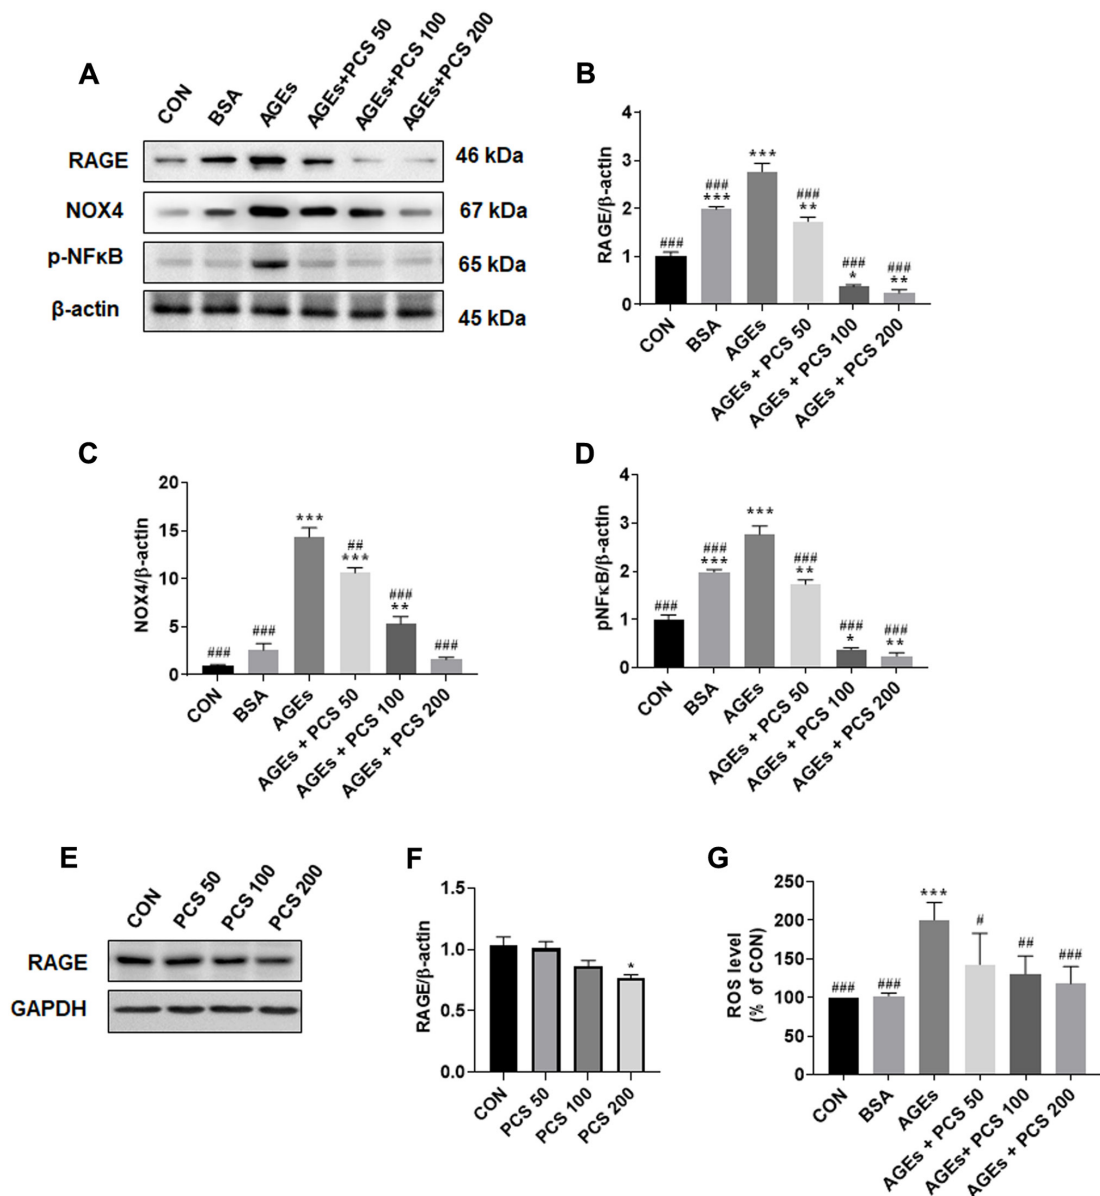 A
CON
BSA
AGEs
AGEs+PCS 50
AGEs+PCS 100
AGEs+PCS 200
RAGE
46 kDa
NOX4
67 kDa
p-NFκB
65 kDa
β-actin
45 kDa
B
RAGE/β-actin
4
3
2
1
0
###
###
***
***
###
**
###
*
###
**
CON
BSA
AGEs
AGEs + PCS 50
AGEs + PCS 100
AGEs + PCS 200
C
NOX4/β-actin
20
15
10
5
0
###
###
***
##
***
###
**
###
CON
BSA
AGEs
AGEs + PCS 50
AGEs + PCS 100
AGEs + PCS 200
D
pNFκB/β-actin
4
3
2
1
0
###
###
***
***
###
**
###
*
###
**
CON
BSA
AGEs
AGEs + PCS 50
AGEs + PCS 100
AGEs + PCS 200
E
CON
PCS 50
PCS 100
PCS 200
RAGE
GAPDH
F
RAGE/β-actin
1.5
1.0
0.5
0.0
*
CON
PCS 50
PCS 100
PCS 200
G
ROS level
(% of CON)
250
200
150
100
50
0
###
###
***
#
##
###
CON
BSA
AGEs
AGEs + PCS 50
AGEs+ PCS 100
AGEs + PCS 200